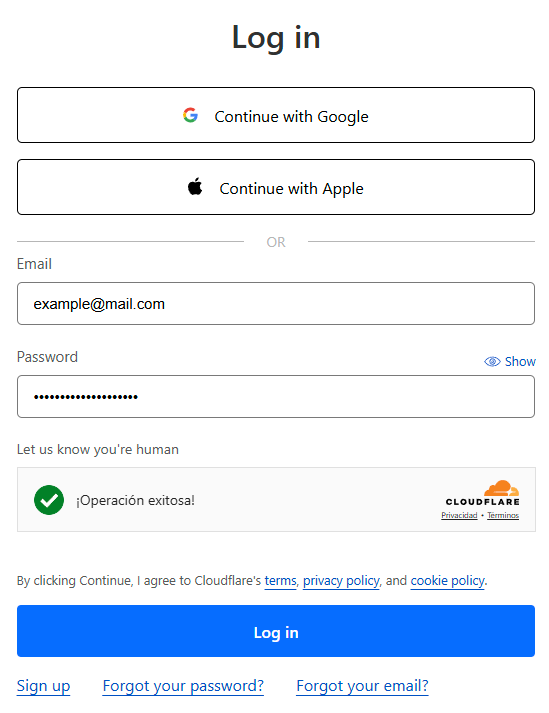 Log in
Continue with Google
Continue with Apple
OR
Email
example@mail.com
Password
Show
••••••••••••••••••••
Let us know you're human
¡Operación exitosa!
CLOUDFLARE
Privacidad • Términos
By clicking Continue, I agree to Cloudflare's terms, privacy policy, and cookie policy.
Log in
Sign up Forgot your password? Forgot your email?